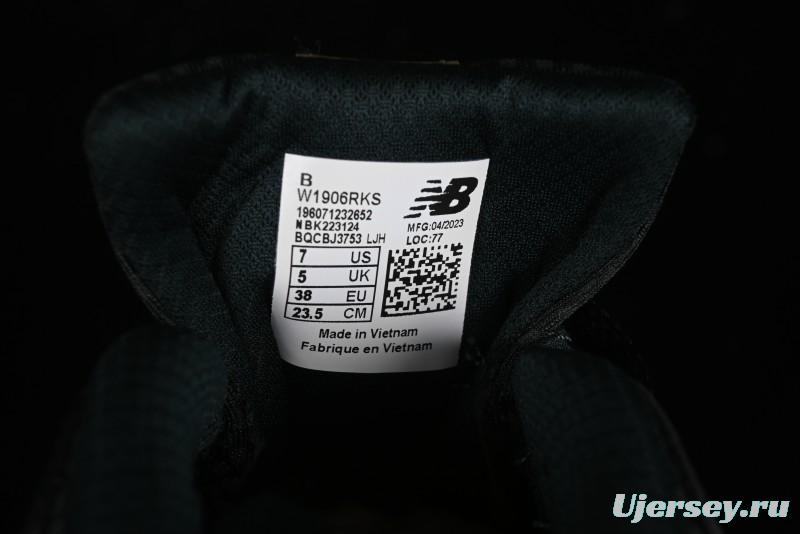 B
W1906RKS
196071232652
NBK223124
BQCBJ3753 LJH
NB
MFG:04/2023
LOC:77
7 US
5 UK
38 EU
23.5 CM
Made in Vietnam
Fabrique en Vietnam
Ujersey.ru